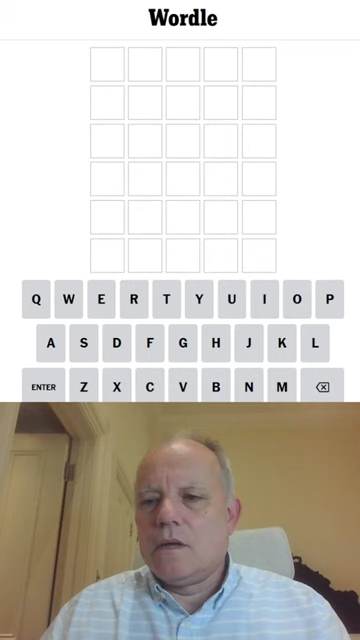 Wordle
Q W E R T Y U I O P
A S D F G H J K L
ENTER Z X C V B N M